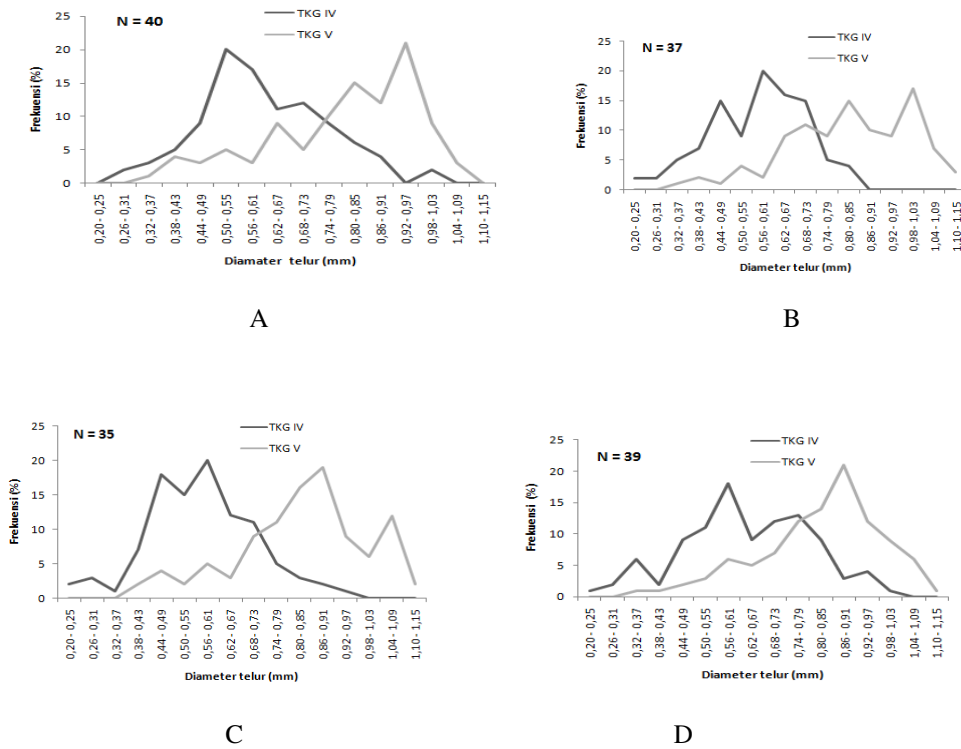 N = 40
TKG IV
TKG V
Frekuensi (%)
25
20
15
10
5
0
0,20 - 0,25
0,26 - 0,31
0,32 - 0,37
0,38 - 0,43
0,44 - 0,49
0,50 - 0,55
0,56 - 0,61
0,62 - 0,67
0,68 - 0,73
0,74 - 0,79
0,80 - 0,85
0,86 - 0,91
0,92 - 0,97
0,98 - 1,03
1,04 - 1,09
1,10 - 1,15
Diamater telur (mm)
A
N = 37
TKG IV
TKG V
Frekuensi (%)
25
20
15
10
5
0
0,20 - 0,25
0,26 - 0,31
0,32 - 0,37
0,38 - 0,43
0,44 - 0,49
0,50 - 0,55
0,56 - 0,61
0,62 - 0,67
0,68 - 0,73
0,74 - 0,79
0,80 - 0,85
0,86 - 0,91
0,92 - 0,97
0,98 - 1,03
1,04 - 1,09
1,10 - 1,15
Diameter telur (mm)
B
N = 35
TKG IV
TKG V
Frekuensi (%)
25
20
15
10
5
0
0,20 - 0,25
0,26 - 0,31
0,32 - 0,37
0,38 - 0,43
0,44 - 0,49
0,50 - 0,55
0,56 - 0,61
0,62 - 0,67
0,68 - 0,73
0,74 - 0,79
0,80 - 0,85
0,86 - 0,91
0,92 - 0,97
0,98 - 1,03
1,04 - 1,09
1,10 - 1,15
Diameter telur (mm)
C
N = 39
TKG IV
TKG V
Frekuensi (%)
25
20
15
10
5
0
0,20 - 0,25
0,26 - 0,31
0,32 - 0,37
0,38 - 0,43
0,44 - 0,49
0,50 - 0,55
0,56 - 0,61
0,62 - 0,67
0,68 - 0,73
0,74 - 0,79
0,80 - 0,85
0,86 - 0,91
0,92 - 0,97
0,98 - 1,03
1,04 - 1,09
1,10 - 1,15
Diameter telur (mm)
D